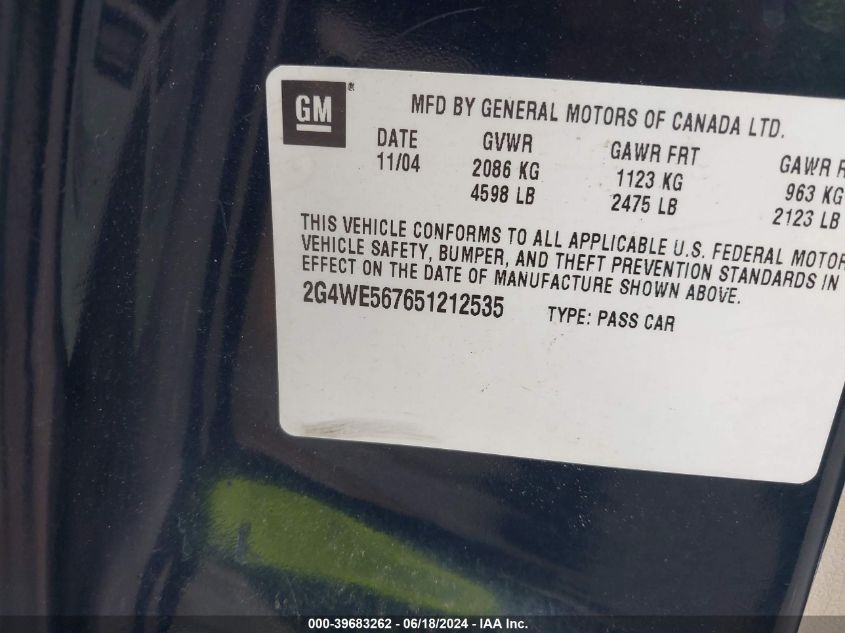 GM®
MFD BY GENERAL MOTORS OF CANADA LTD.
DATE GVWR GAWR FRT GAWR R
11/04 2086 KG 1123 KG 963 KG
4598 LB 2475 LB 2123 LB
THIS VEHICLE CONFORMS TO ALL APPLICABLE U.S. FEDERAL MOTOR
VEHICLE SAFETY, BUMPER, AND THEFT PREVENTION STANDARDS IN
EFFECT ON THE DATE OF MANUFACTURE SHOWN ABOVE.
2G4WE567651212535 TYPE: PASS CAR
000-39683262 - 06/18/2024 - IAA Inc.